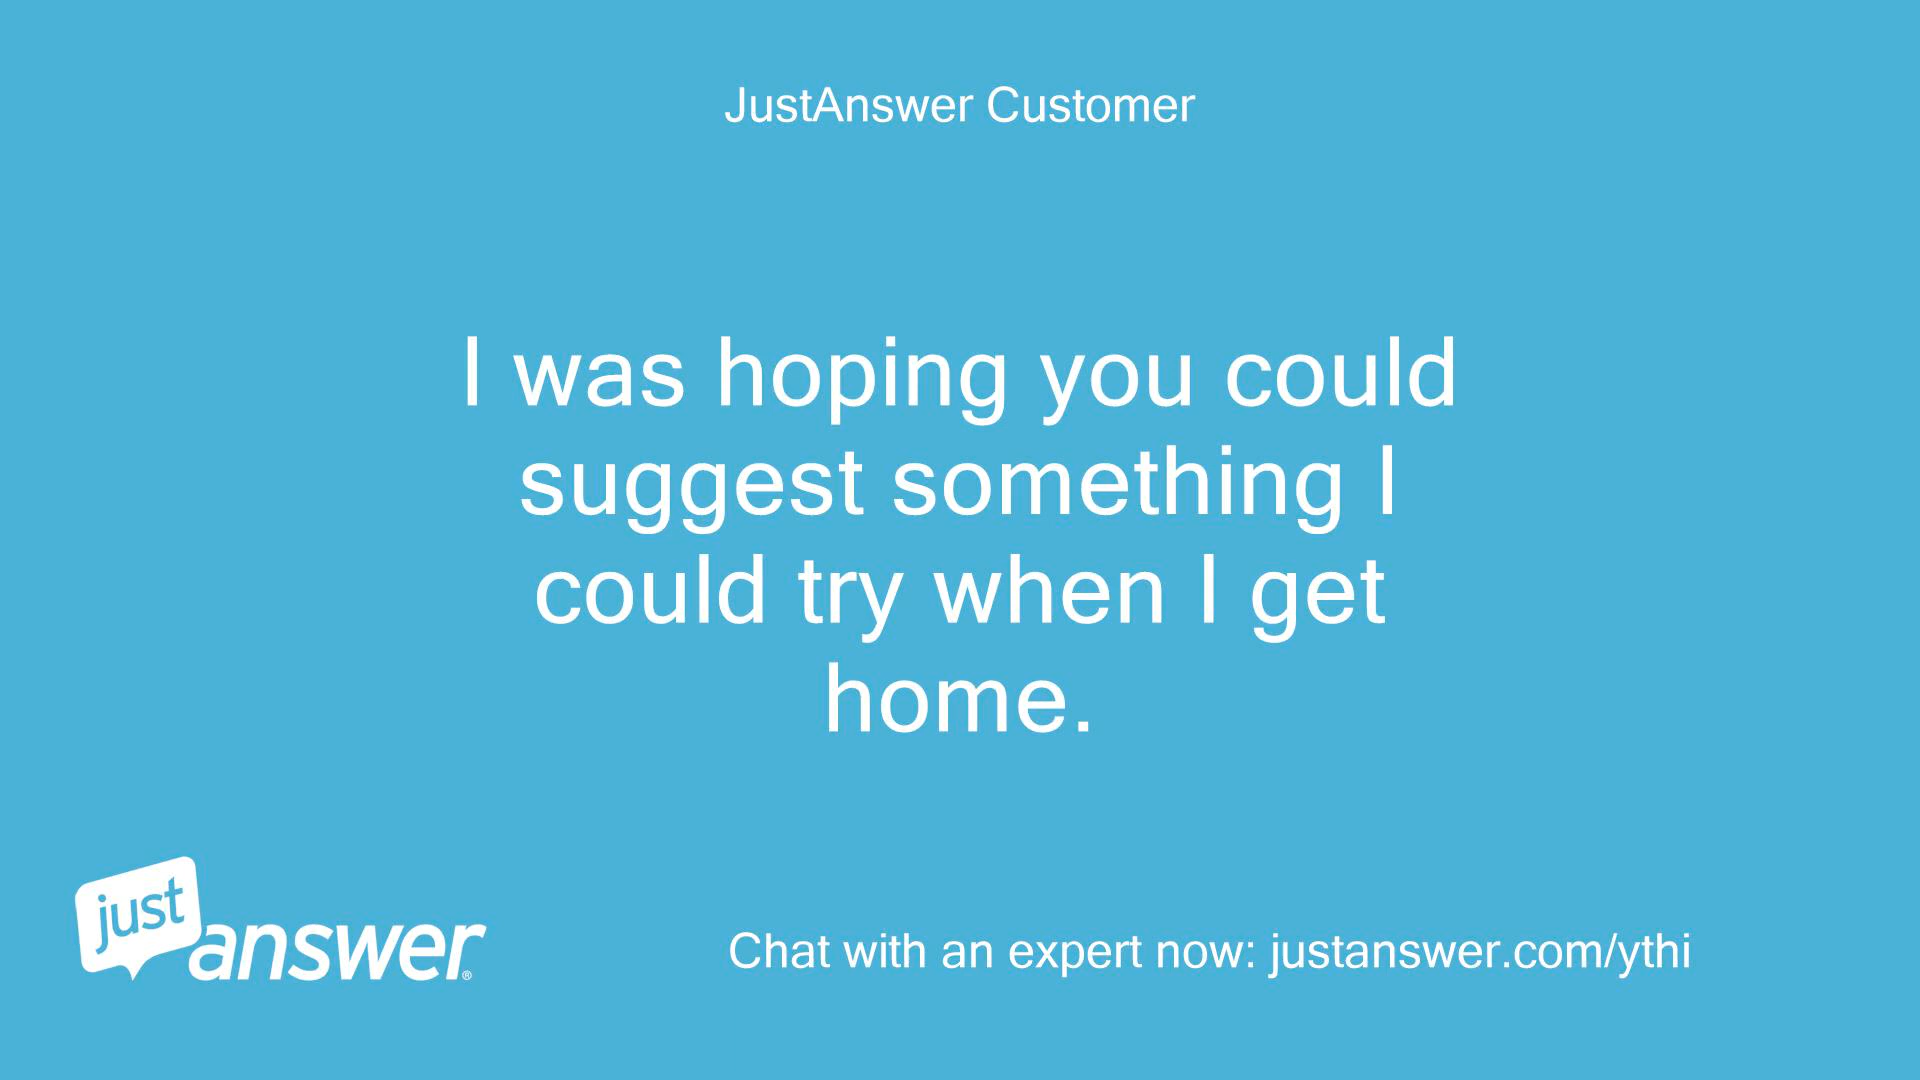 JustAnswer Customer
I was hoping you could
suggest something I
could try when I get
home.
just
answer®
Chat with an expert now: justanswer.com/ythi